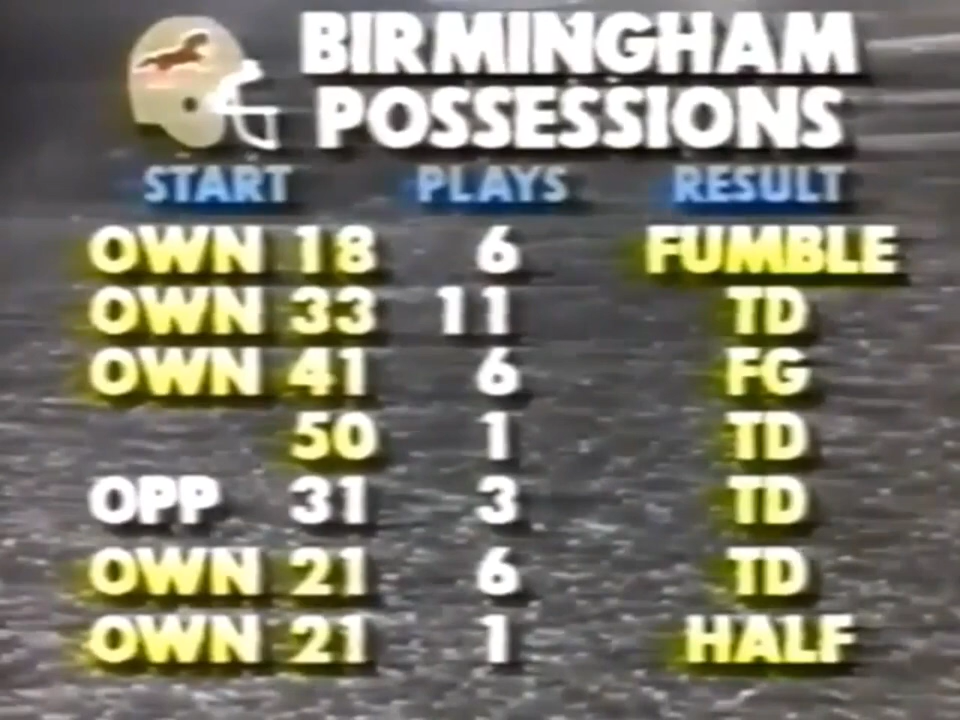 BIRMINGHAM
POSSESSIONS
START PLAYS RESULT
OWN 18 6 FUMBLE
OWN 33 11 TD
OWN 41 6 FG
50 1 TD
OPP 31 3 TD
OWN 21 6 TD
OWN 21 1 HALF